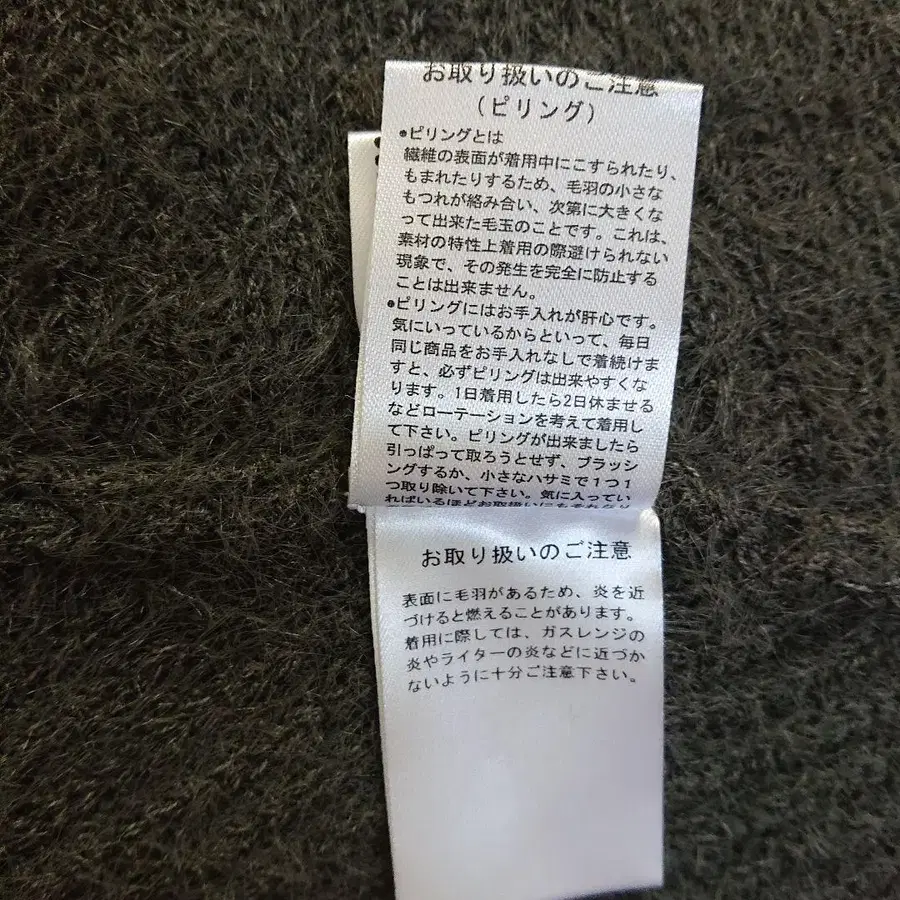 お取り扱いのご注意
（ピリング）
●ピリングとは
繊維の表面が着用中にこすられたり、
もまれたりするため、毛羽の小さな
もつれが絡み合い、次第に大きくな
って出来た毛玉のことです。これは、
素材の特性上着用の際避けられない
現象で、その発生を完全に防止する
ことは出来ません。
●ピリングにはお手入れが肝心です。
気にいっているからといって、毎日
同じ商品をお手入れなしで着続けま
すと、必ずピリングは出来やすくな
ります。1日着用したら2日休ませる
などローテーションを考えて着用し
て下さい。ピリングが出来ましたら
引っぱって取ろうとせず、ブラッシ
ングするか、小さなハサミで1つ1
つ取り除いて下さい。気に入ってい
ればいるほどお取扱いにもそれなり
お取り扱いのご注意
表面に毛羽があるため、炎を近
づけると燃えることがあります。
着用に際しては、ガスレンジの
炎やライターの炎などに近づか
ないように十分ご注意下さい。